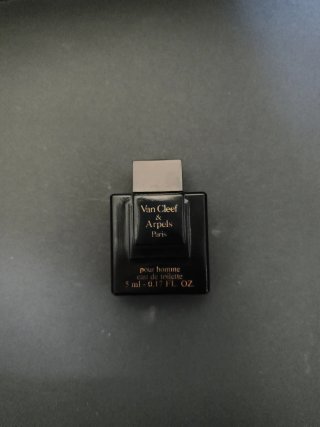 Van Cleef
&
Arpels
Paris
pour homme
eau de toilette
5 ml - 0.17 FL. OZ.